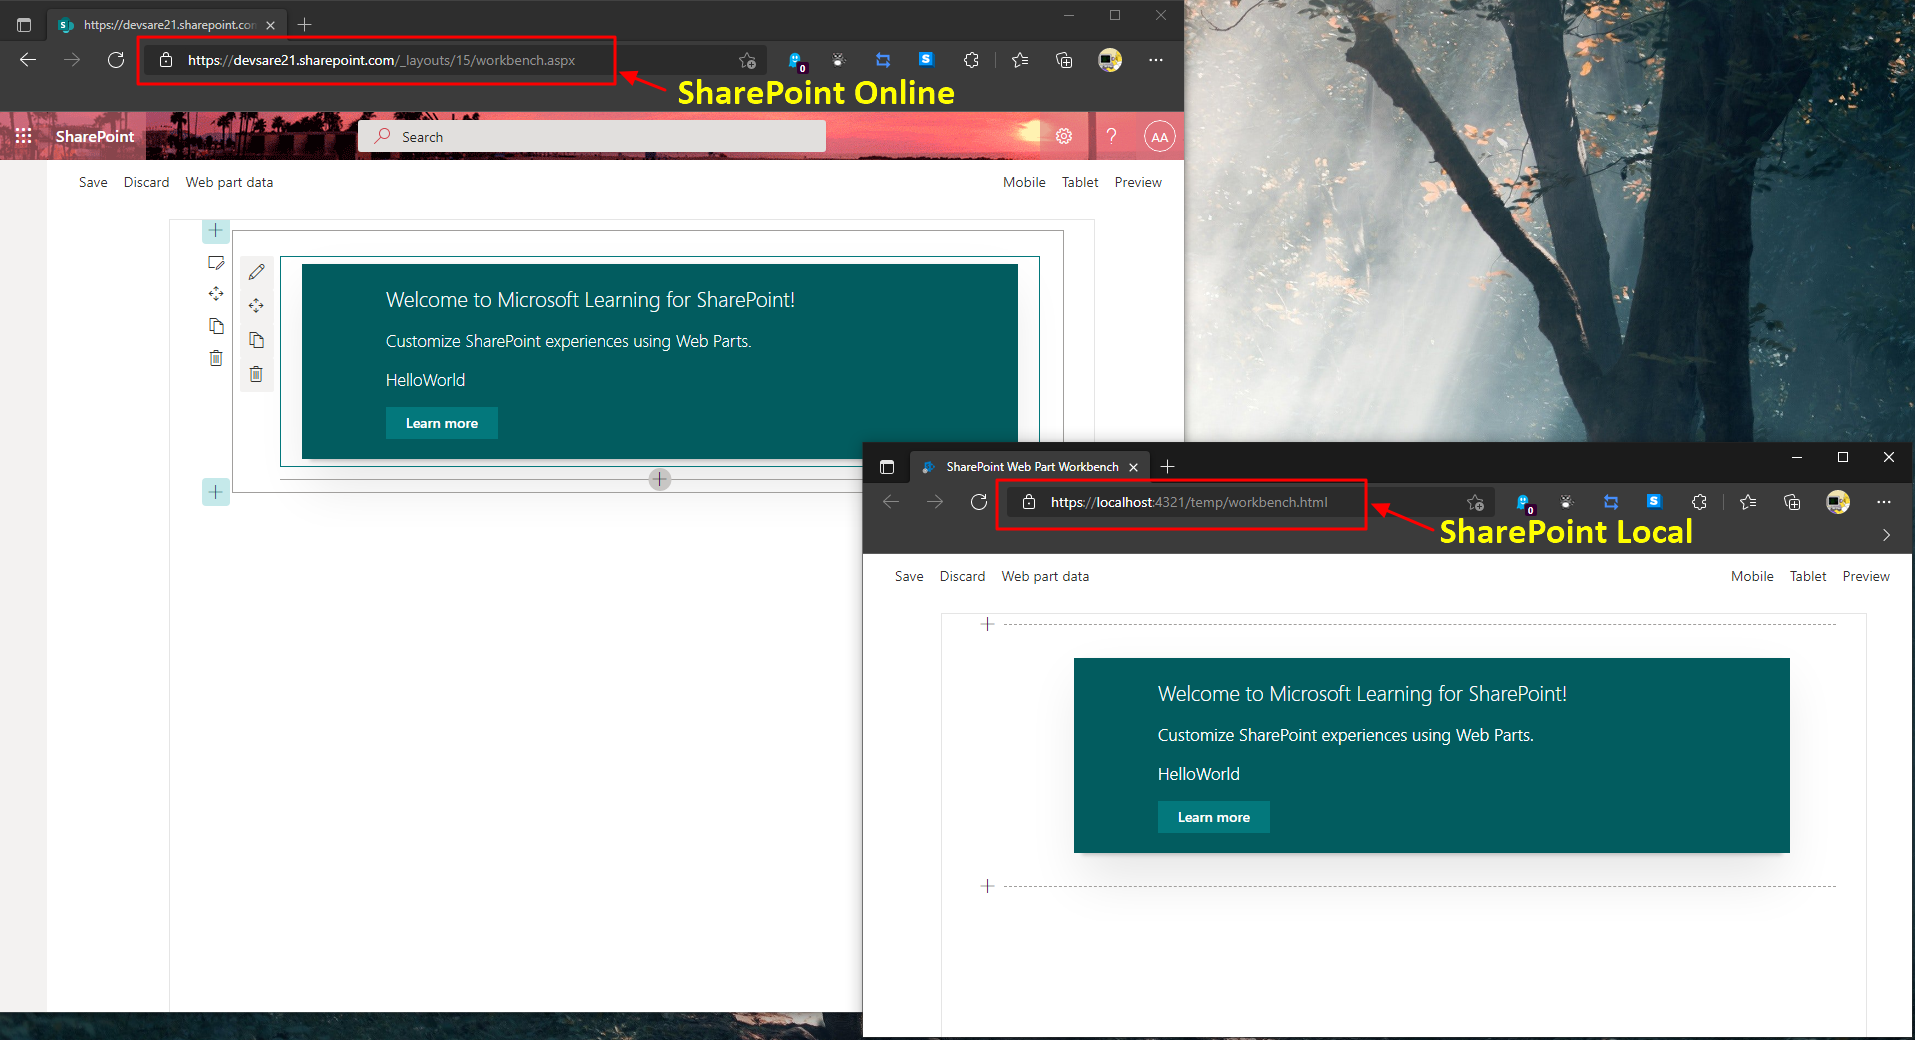 https://devsare21.sharepoint.con
https://devsare21.sharepoint.com/_layouts/15/workbench.aspx
0
SharePoint Online
SharePoint
Search
?
AA
Save Discard Web part data
Mobile Tablet Preview
Welcome to Microsoft Learning for SharePoint!
Customize SharePoint experiences using Web Parts.
HelloWorld
Learn more
SharePoint Web Part Workbench
https://localhost:4321/temp/workbench.html
0
SharePoint Local
Save Discard Web part data
Mobile Tablet Preview
Welcome to Microsoft Learning for SharePoint!
Customize SharePoint experiences using Web Parts.
HelloWorld
Learn more